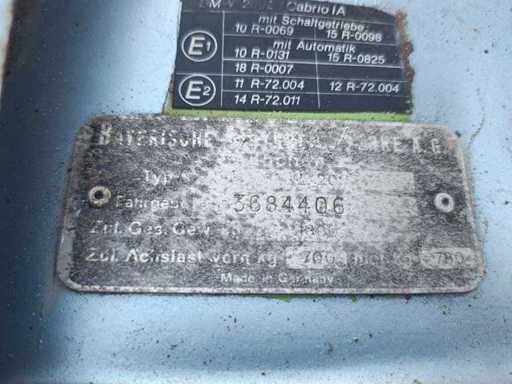 Cabrio IA
mit Schaltgetriebe
10 R-0069 15 R-0098
E1 mit Automatik
10 R-0131 15 R-0825
18 R-0007
E2 11 R-72.004 12 R-72.004
14 R-72.011
BAYERISCHE A.G.
Typ
Fahrgest 3684406
Zul. Ges. Gew.
Zul. Achslast vorn kg 700 780
Made in Germany